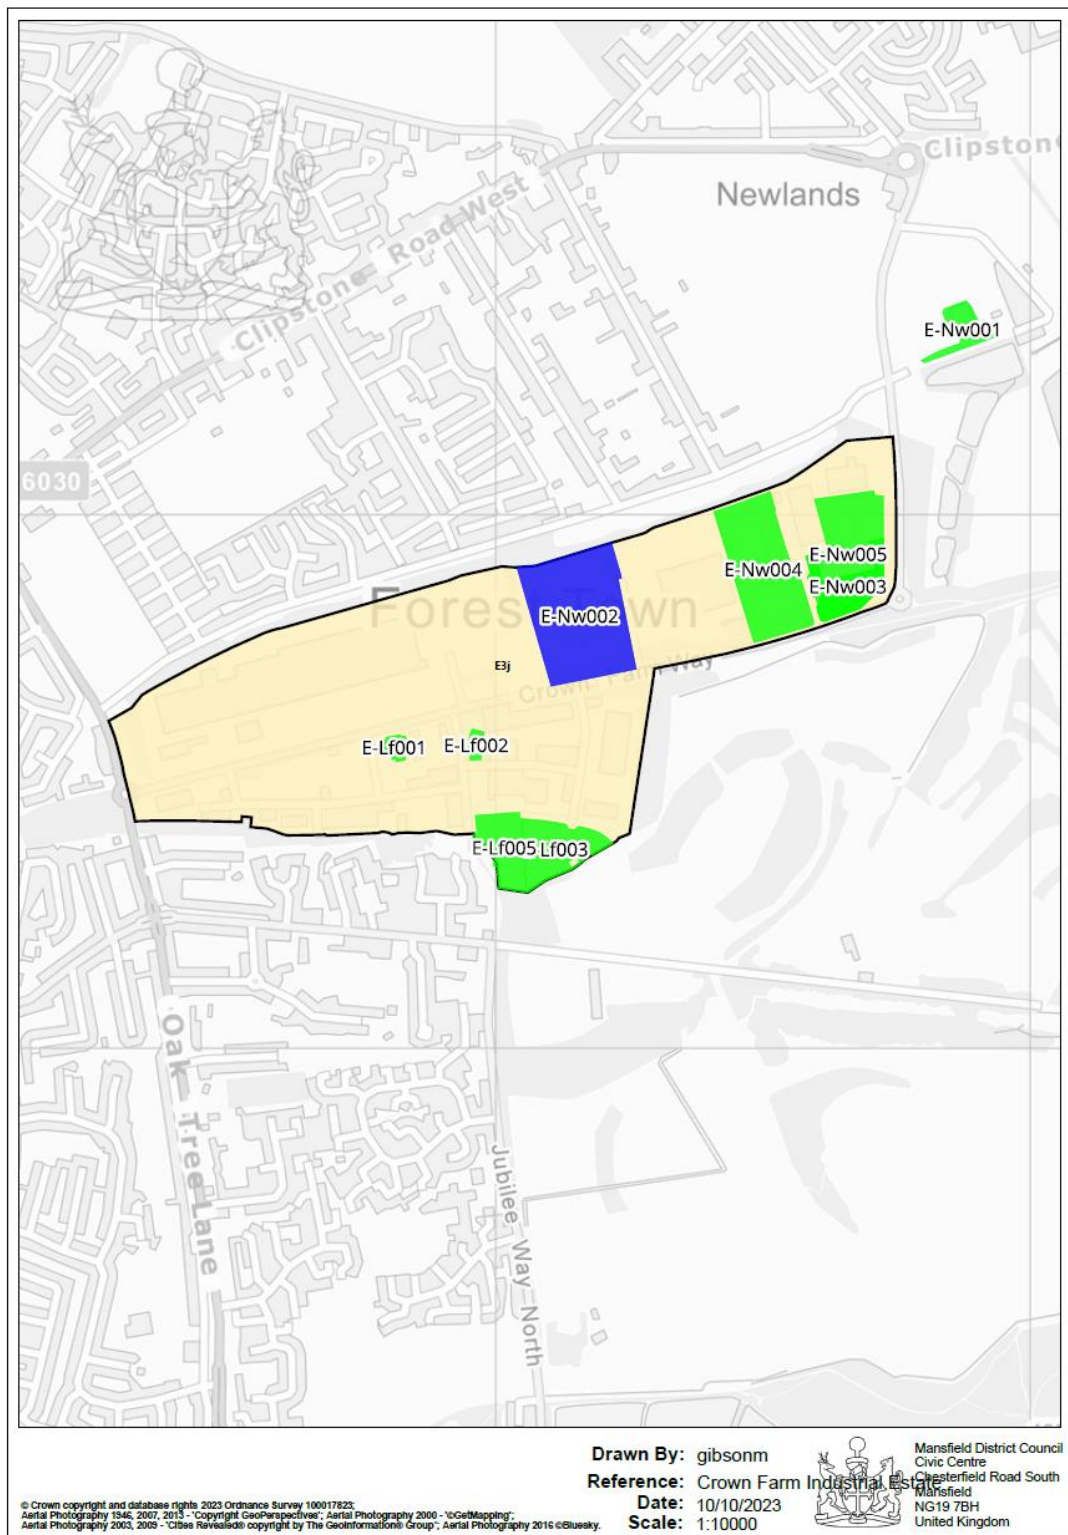 Clipstone
Newlands
Clipstone Road West
E-Nw001
6030
E-Nw005
E-Nw004
E-Nw003
Forest Town
E-Nw002
E3j
Crown Farm Way
E-Lf001
E-Lf002
E-Lf005
Lf003
Oak Tree Lane
Jubilee Way North
Drawn By: gibsonm
Reference: Crown Farm Industrial Estate
Date: 10/10/2023
Scale: 1:10000
Mansfield District Council
Civic Centre
Chesterfield Road South
Mansfield
NG19 7BH
United Kingdom
© Crown copyright and database rights 2023 Ordnance Survey 100017823;
Aerial Photography 1946, 2007, 2013 - 'Copyright GeoPerspectives'; Aerial Photography 2000 - '©GetMapping';
Aerial Photography 2003, 2009 - 'Cities Revealed® copyright by The GeoInformation® Group'; Aerial Photography 2016 ©Bluesky.